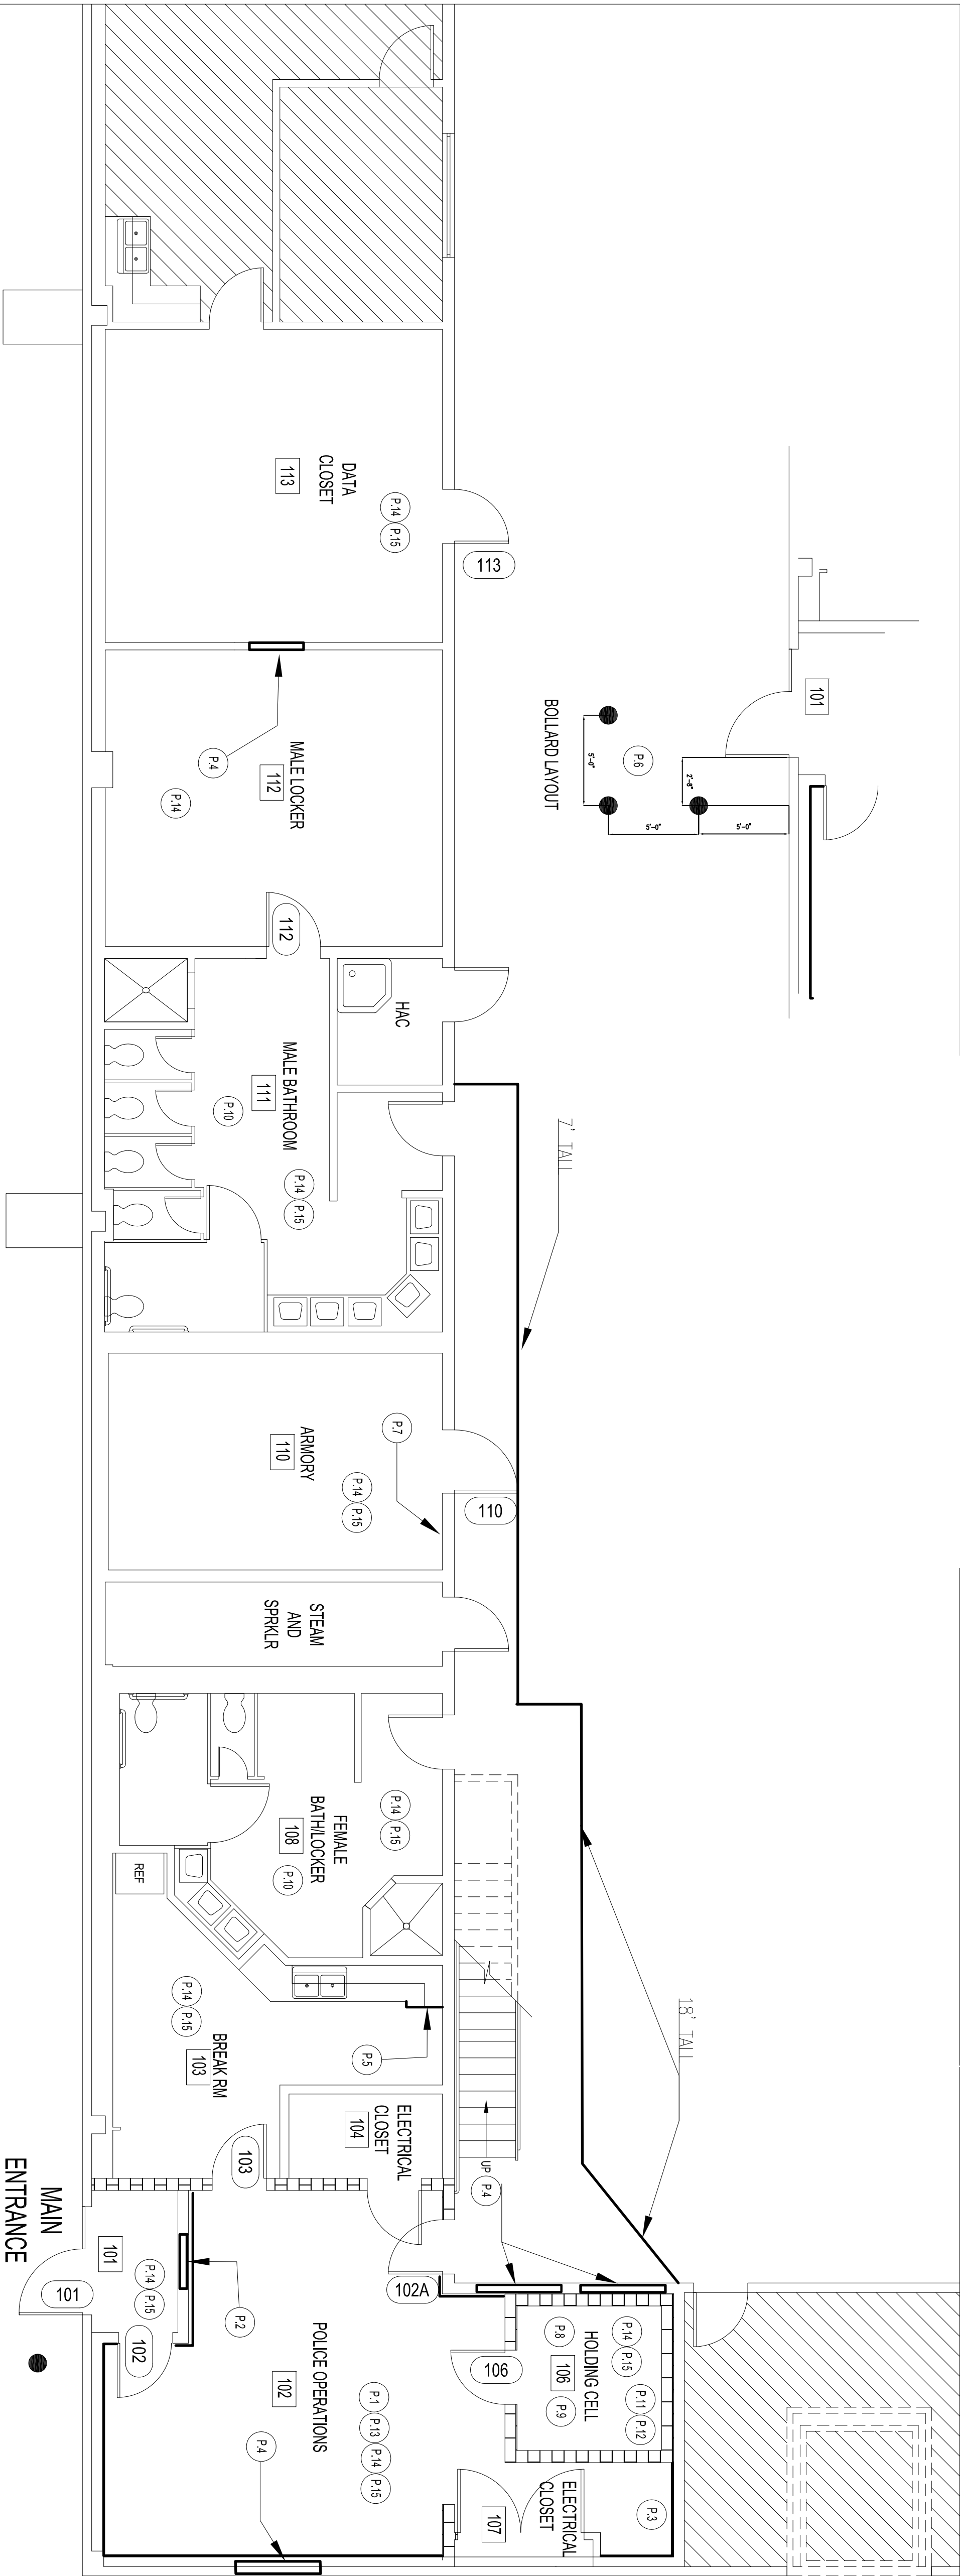 101
P.6
5'-0"
2'-8"
5'-0"
5'-0"
BOLLARD LAYOUT
DATA
CLOSET
113
P.14
P.15
113
MALE LOCKER
112
P.4
P.14
112
HAC
MALE BATHROOM
111
P.10
P.14
P.15
7' TALL
ARMORY
110
P.7
P.14
P.15
110
STEAM
AND
SPRKLR
FEMALE
BATH/LOCKER
108
P.10
P.14
P.15
REF
18' TALL
BREAK RM
103
P.14
P.15
P.5
ELECTRICAL
CLOSET
104
103
UP
P.4
102A
MAIN
ENTRANCE
101
101
P.14
P.15
102
P.2
POLICE OPERATIONS
102
P.1
P.13
P.14
P.15
P.4
HOLDING CELL
106
P.8
P.9
P.14
P.15
P.11
P.12
106
ELECTRICAL
CLOSET
107
P.3